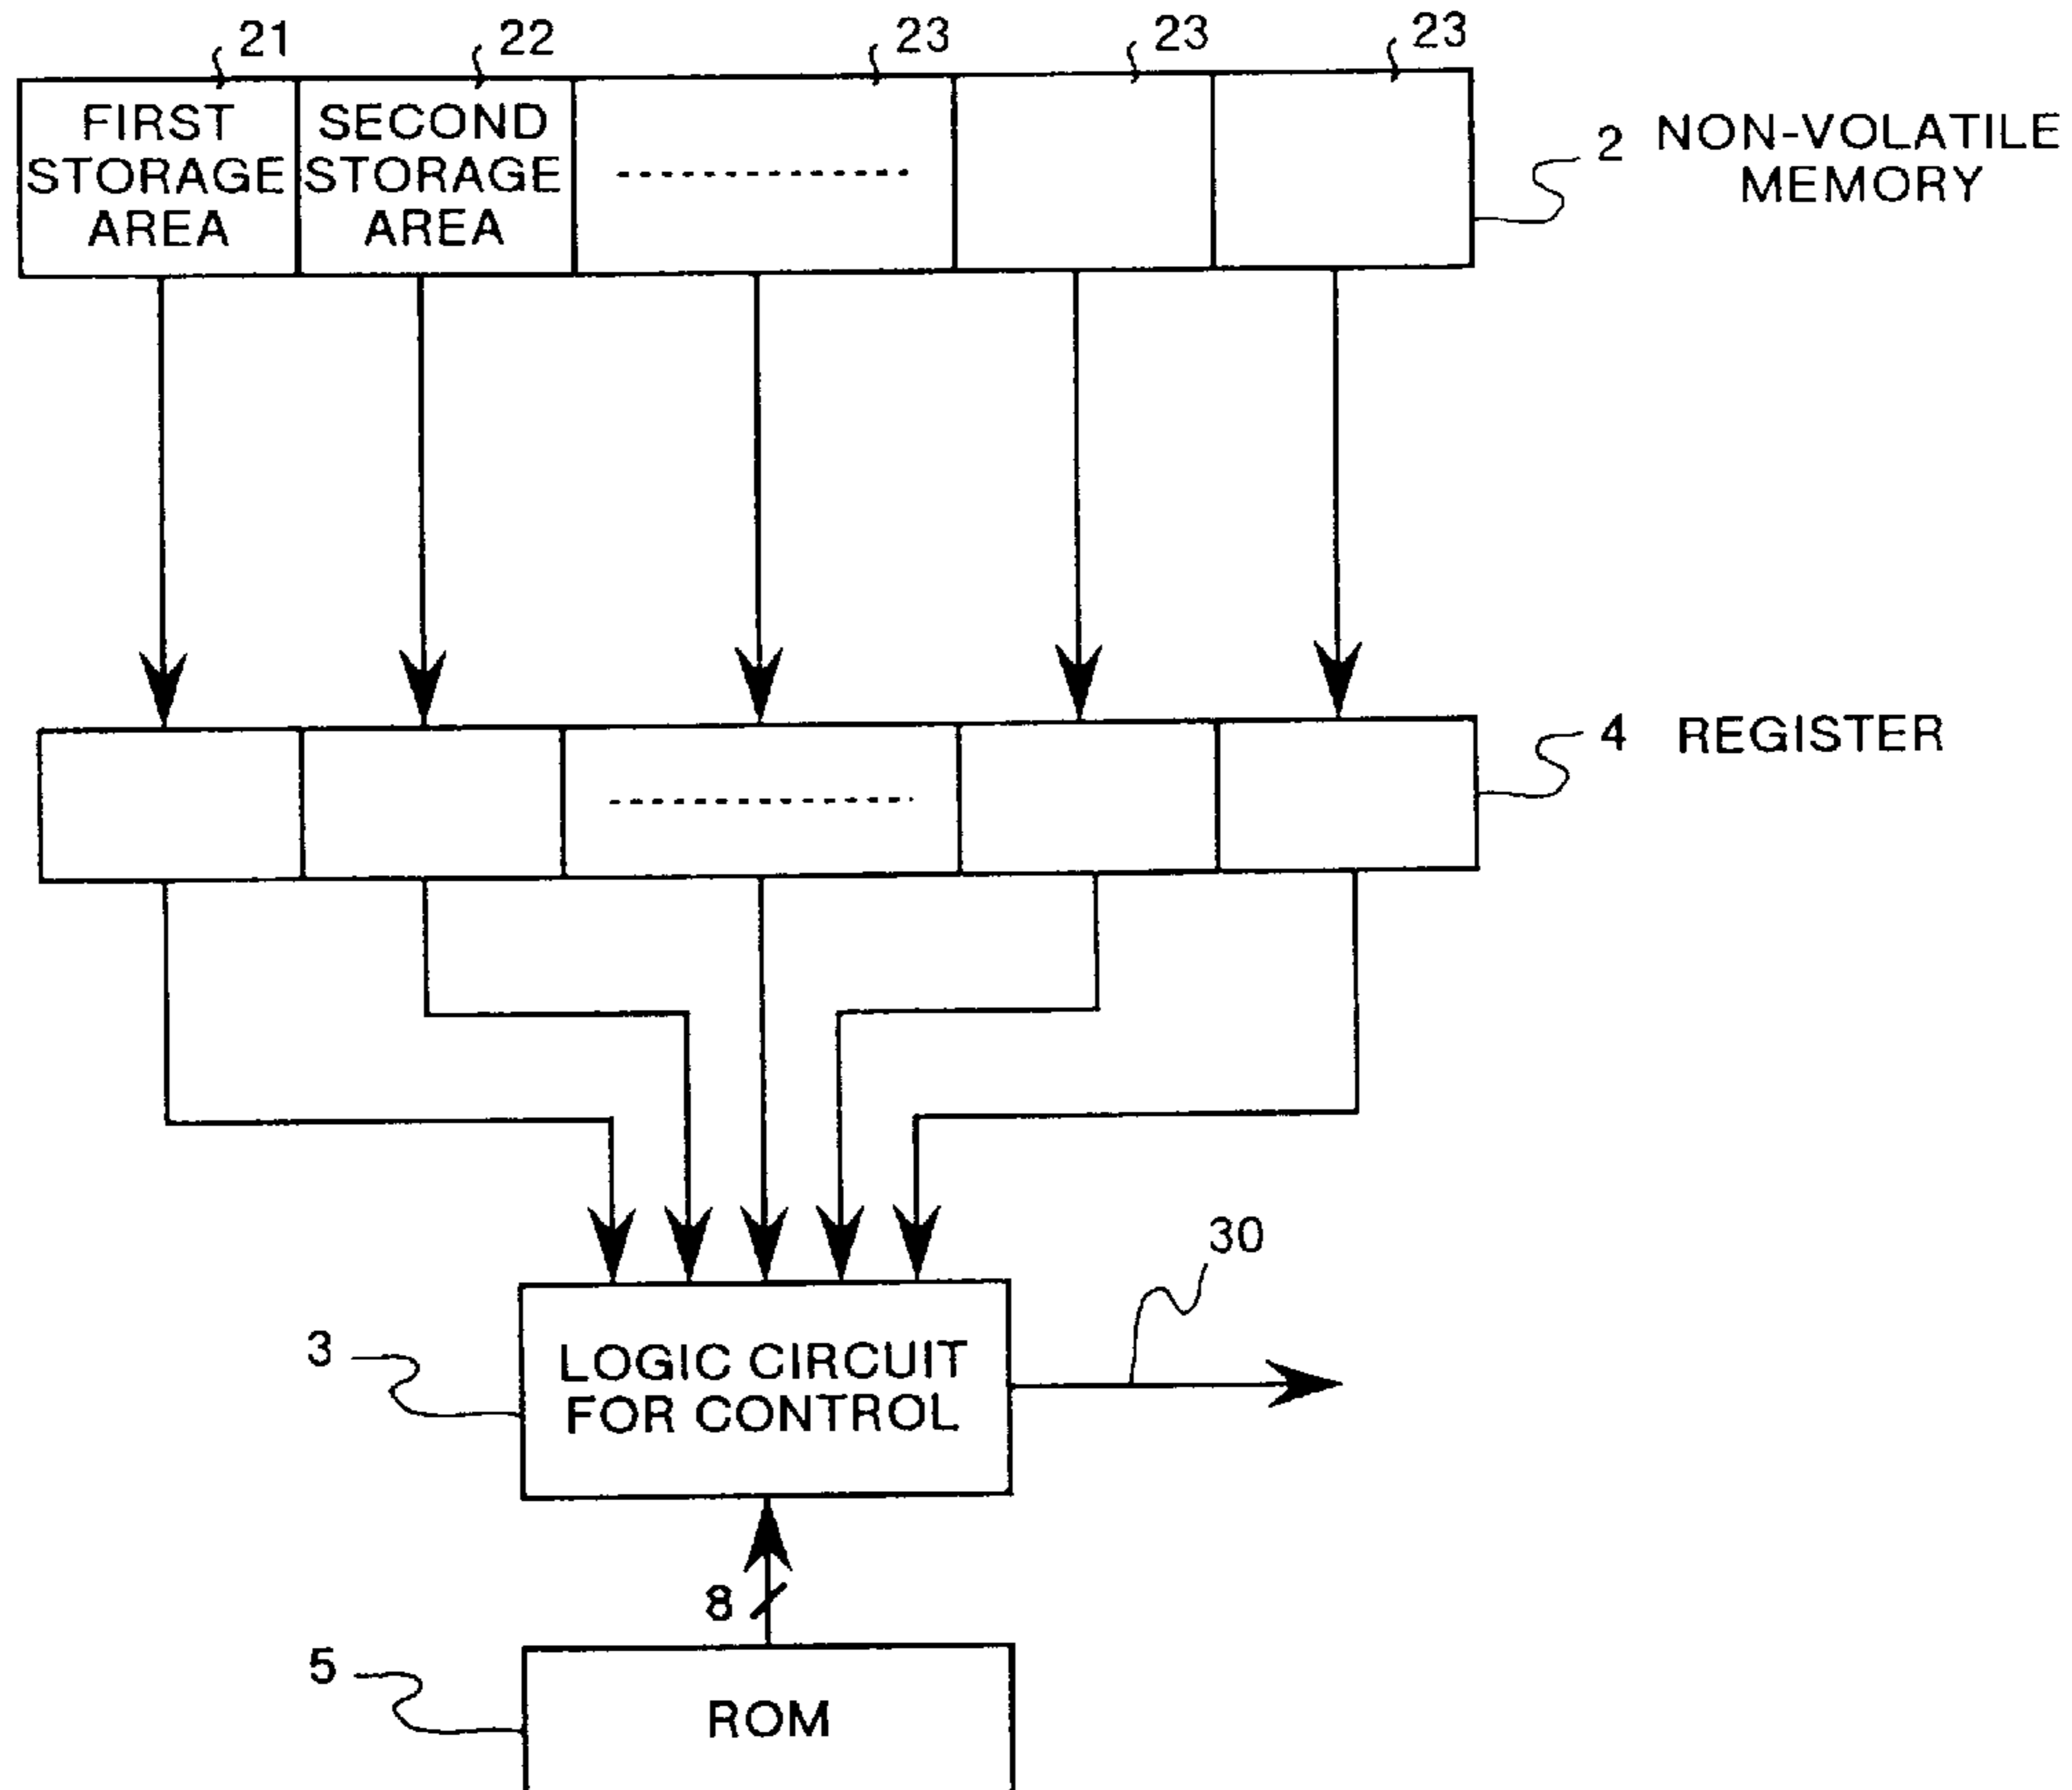 21
22
23
23
23
FIRST
STORAGE
AREA
SECOND
STORAGE
AREA
2 NON-VOLATILE
MEMORY
4 REGISTER
30
3
LOGIC CIRCUIT
FOR CONTROL
8
5
ROM